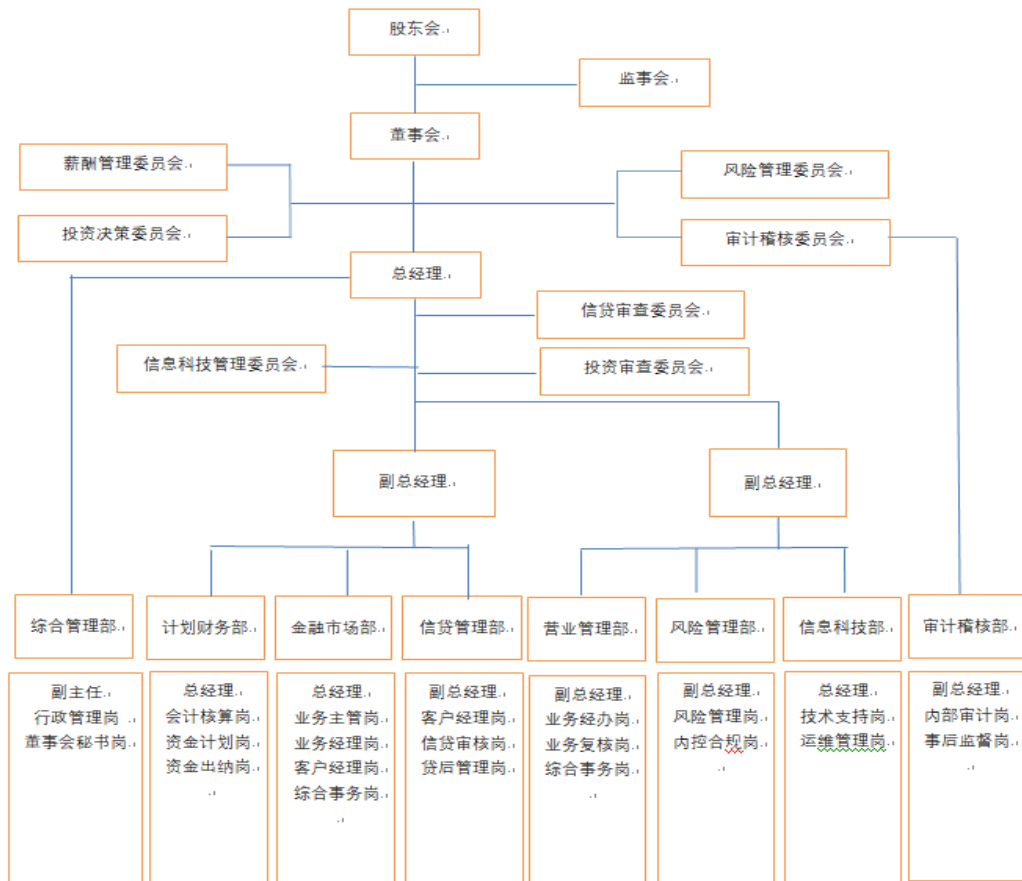 股东会
监事会
董事会
薪酬管理委员会
风险管理委员会
投资决策委员会
审计稽核委员会
总经理
信贷审查委员会
信息科技管理委员会
投资审查委员会
副总经理
副总经理
综合管理部
计划财务部
金融市场部
信贷管理部
营业管理部
风险管理部
信息科技部
审计稽核部
副主任
行政管理岗
董事会秘书岗
总经理
会计核算岗
资金计划岗
资金出纳岗
总经理
业务主管岗
业务经理岗
客户经理岗
综合事务岗
副总经理
客户经理岗
信贷审核岗
贷后管理岗
副总经理
业务经办岗
业务复核岗
综合事务岗
副总经理
风险管理岗
内控合规岗
总经理
技术支持岗
运维管理岗
副总经理
内部审计岗
事后监督岗